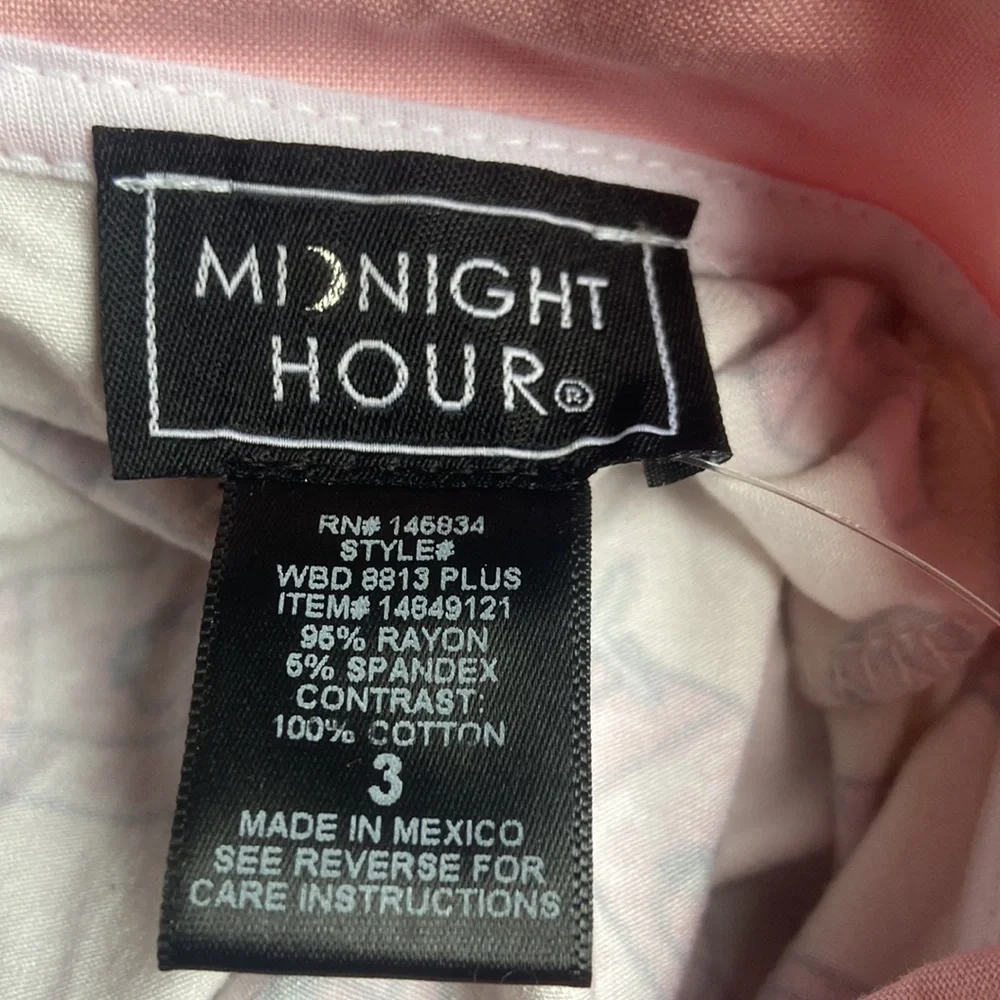 MIDNIGHT
HOUR®
RN# 146834
STYLE#
WBD 8813 PLUS
ITEM# 14849121
95% RAYON
5% SPANDEX
CONTRAST:
100% COTTON
3
MADE IN MEXICO
SEE REVERSE FOR
CARE INSTRUCTIONS